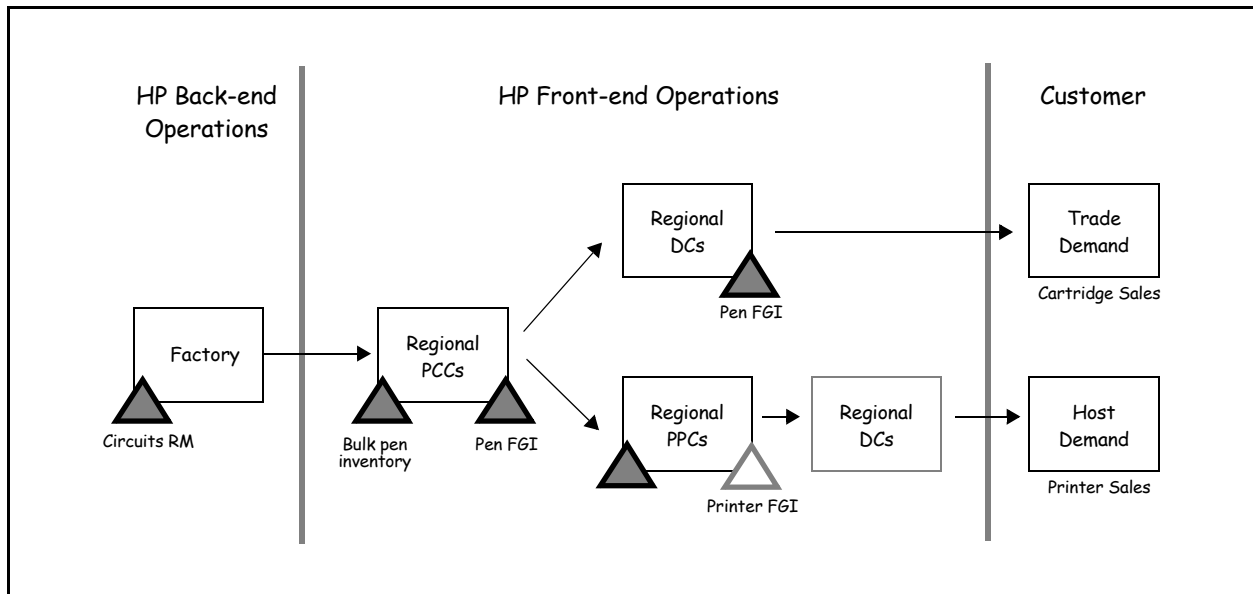 HP Back-end
Operations
HP Front-end Operations
Customer
Regional
DCs
Pen FGI
Trade
Demand
Cartridge Sales
Factory
Circuits RM
Regional
PCCs
Bulk pen
inventory
Pen FGI
Regional
PPCs
Printer FGI
Regional
DCs
Host
Demand
Printer Sales